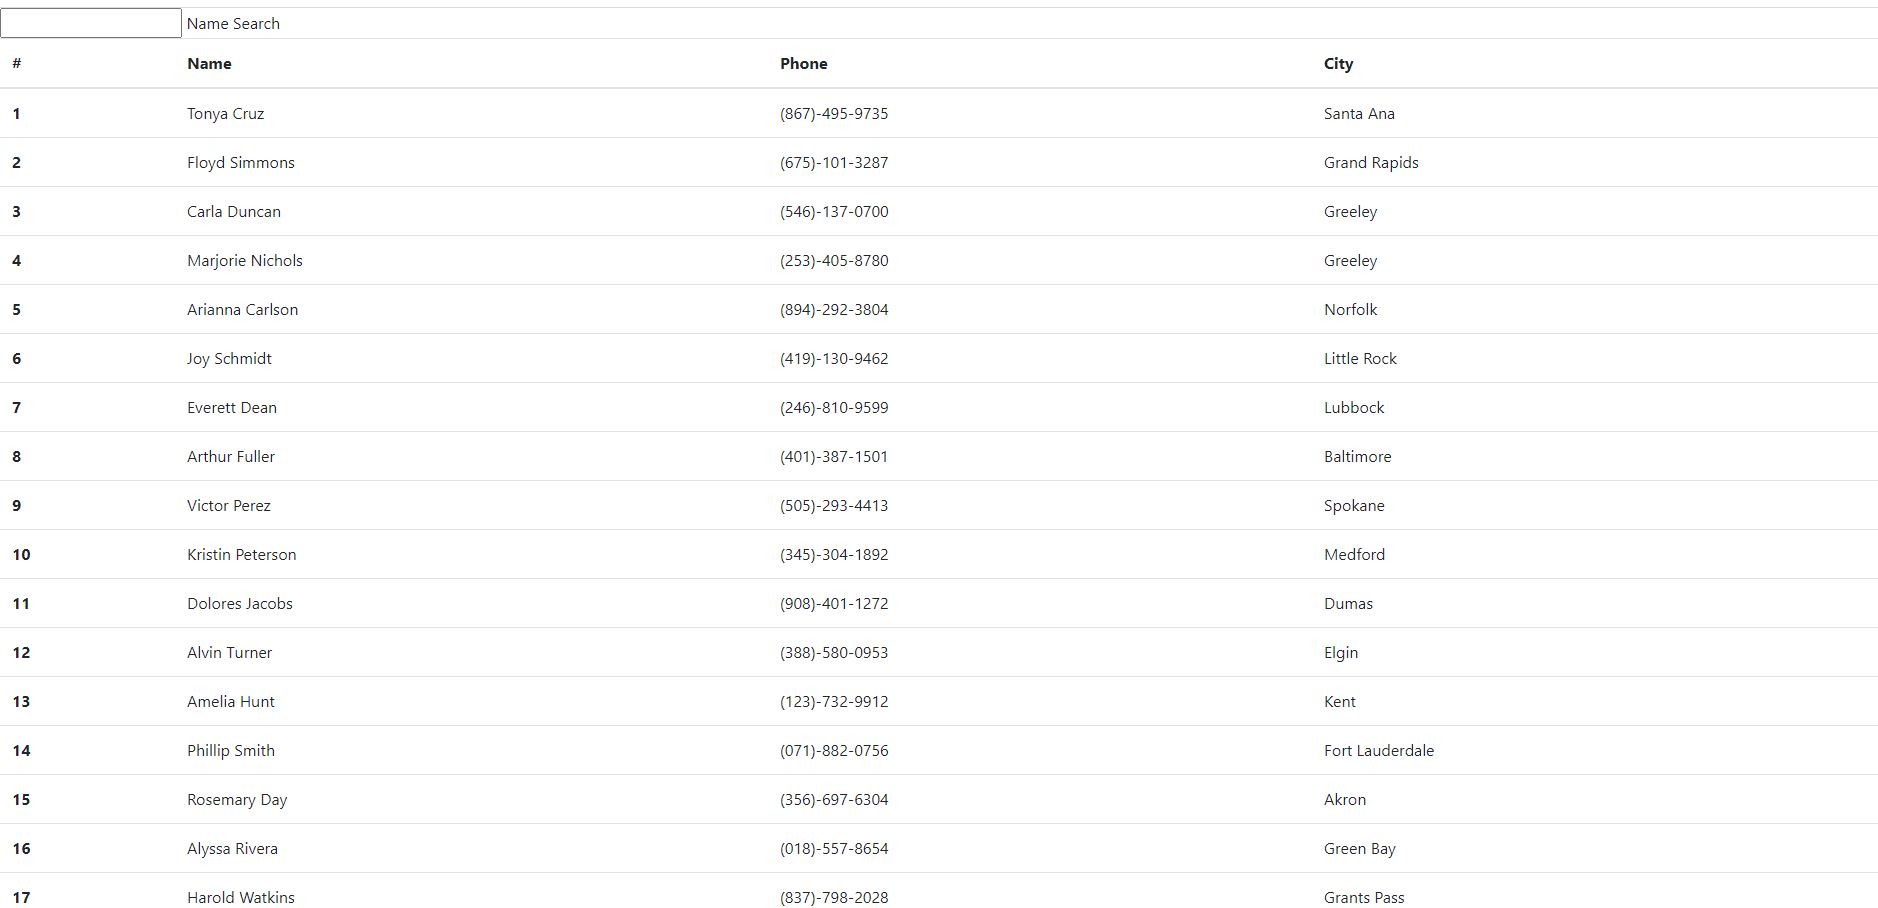 Name Search
# Name Phone City
1 Tonya Cruz (867)-495-9735 Santa Ana
2 Floyd Simmons (675)-101-3287 Grand Rapids
3 Carla Duncan (546)-137-0700 Greeley
4 Marjorie Nichols (253)-405-8780 Greeley
5 Arianna Carlson (894)-292-3804 Norfolk
6 Joy Schmidt (419)-130-9462 Little Rock
7 Everett Dean (246)-810-9599 Lubbock
8 Arthur Fuller (401)-387-1501 Baltimore
9 Victor Perez (505)-293-4413 Spokane
10 Kristin Peterson (345)-304-1892 Medford
11 Dolores Jacobs (908)-401-1272 Dumas
12 Alvin Turner (388)-580-0953 Elgin
13 Amelia Hunt (123)-732-9912 Kent
14 Phillip Smith (071)-882-0756 Fort Lauderdale
15 Rosemary Day (356)-697-6304 Akron
16 Alyssa Rivera (018)-557-8654 Green Bay
17 Harold Watkins (837)-798-2028 Grants Pass